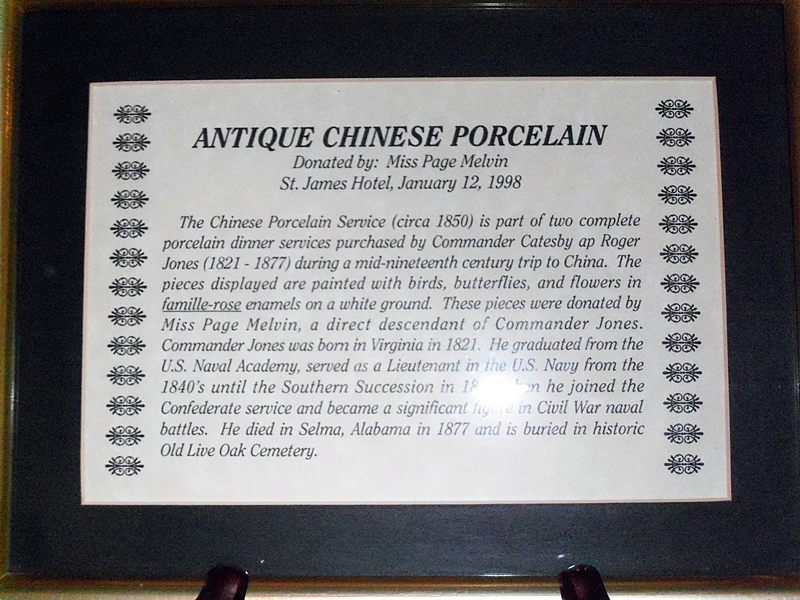 ANTIQUE CHINESE PORCELAIN
Donated by: Miss Page Melvin
St. James Hotel, January 12, 1998
The Chinese Porcelain Service (circa 1850) is part of two complete
porcelain dinner services purchased by Commander Catesby ap Roger
Jones (1821 - 1877) during a mid-nineteenth century trip to China. The
pieces displayed are painted with birds, butterflies, and flowers in
famille-rose enamels on a white ground. These pieces were donated by
Miss Page Melvin, a direct descendant of Commander Jones.
Commander Jones was born in Virginia in 1821. He graduated from the
U.S. Naval Academy, served as a Lieutenant in the U.S. Navy from the
1840's until the Southern Succession in he joined the
Confederate service and became a significant figure in Civil War naval
battles. He died in Selma, Alabama in 1877 and is buried in historic
Old Live Oak Cemetery.